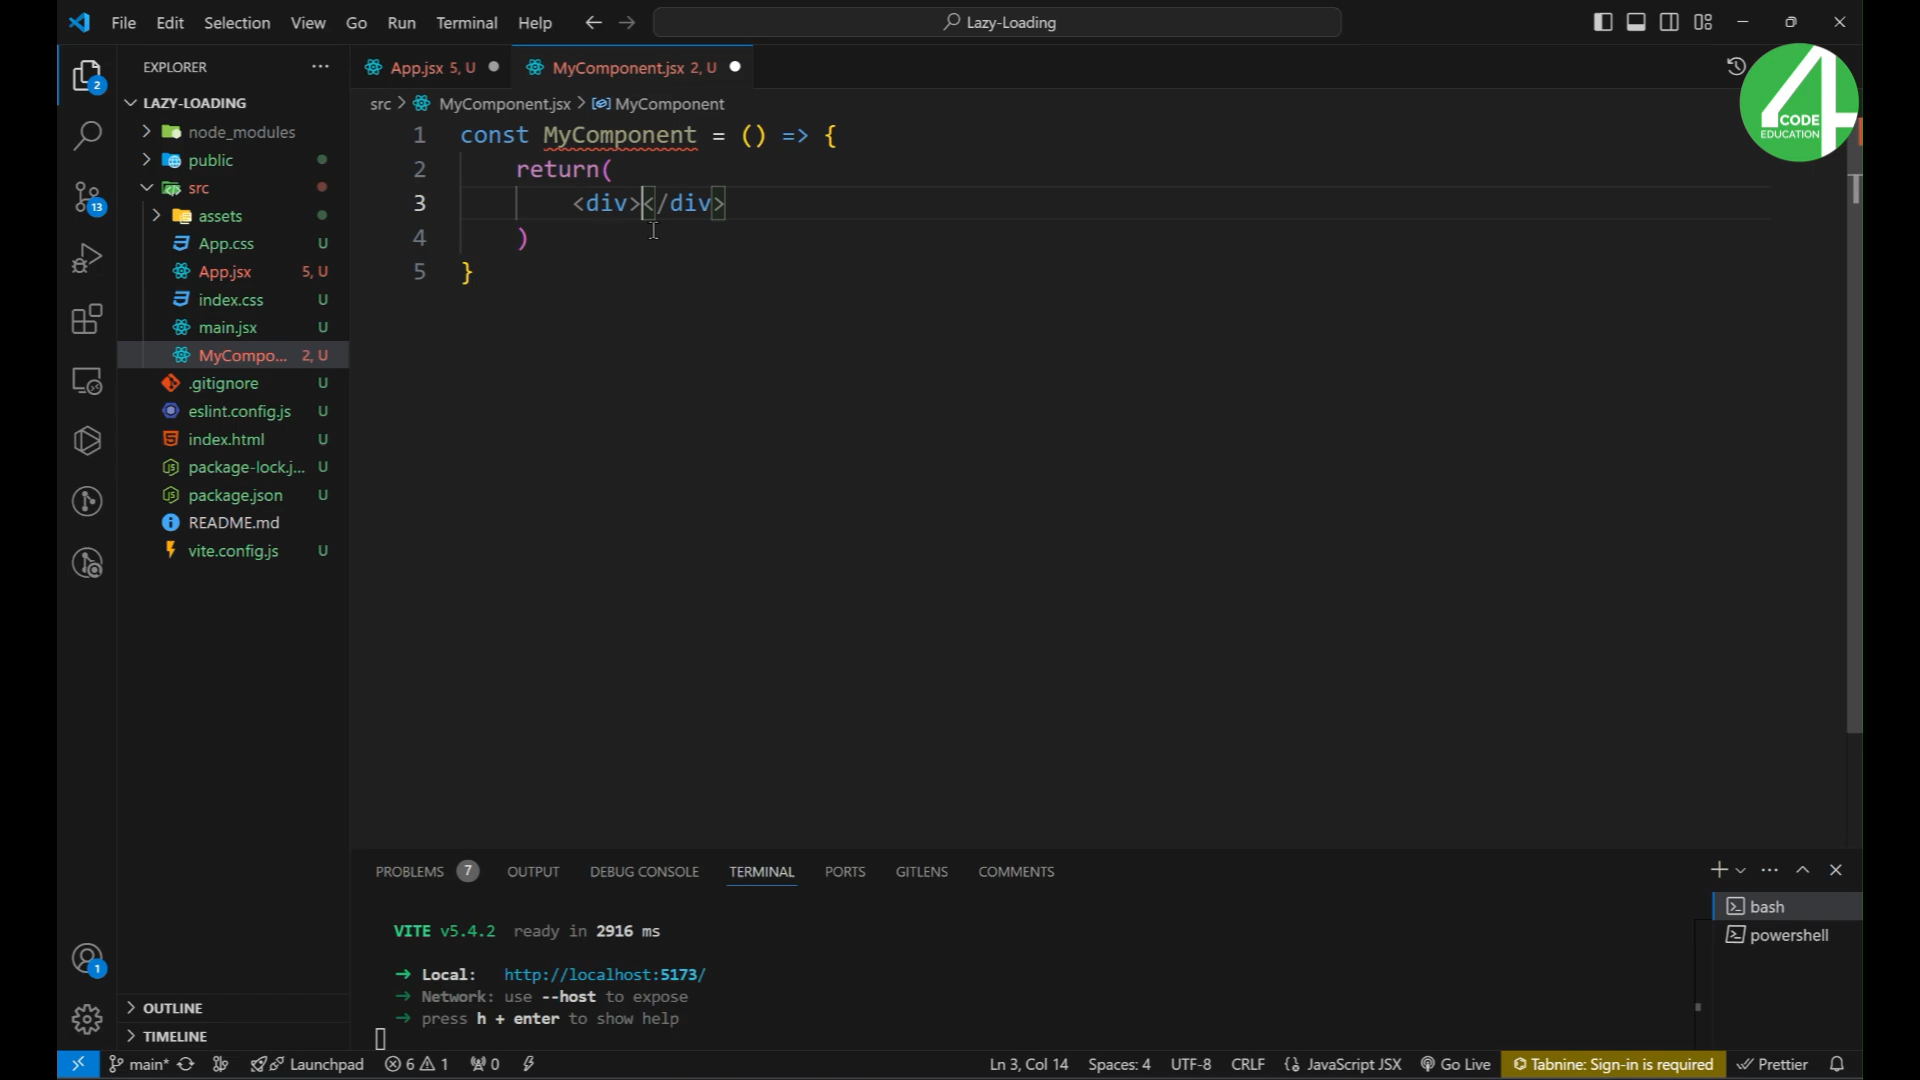 File Edit Selection View Go Run Terminal Help
Lazy-Loading
EXPLORER
2
App.jsx 5, U
MyComponent.jsx 2, U
4
CODE
EDUCATION
LAZY-LOADING
src > MyComponent.jsx > MyComponent
node_modules
public
src
13
assets
App.css U
App.jsx 5, U
index.css U
main.jsx U
MyCompo... 2, U
.gitignore U
eslint.config.js U
index.html U
package-lock.j... U
package.json U
README.md
vite.config.js U
1 const MyComponent = () => {
2 return(
3 <div></div>
4 )
5 }
PROBLEMS 7 OUTPUT DEBUG CONSOLE TERMINAL PORTS GITLENS COMMENTS
VITE v5.4.2 ready in 2916 ms
➜ Local: http://localhost:5173/
➜ Network: use --host to expose
➜ press h + enter to show help
bash
powershell
1
OUTLINE
TIMELINE
main* Launchpad 6 1 0 Ln 3, Col 14 Spaces: 4 UTF-8 CRLF {} JavaScript JSX Go Live Tabnine: Sign-in is required Prettier